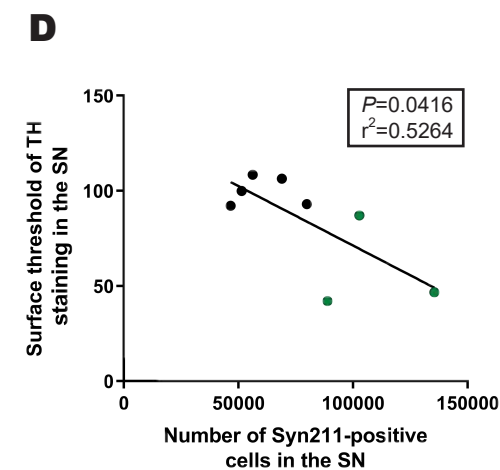 D
P=0.0416
r²=0.5264
Surface threshold of TH
staining in the SN
150
100
50
0
0 50000 100000 150000
Number of Syn211-positive
cells in the SN